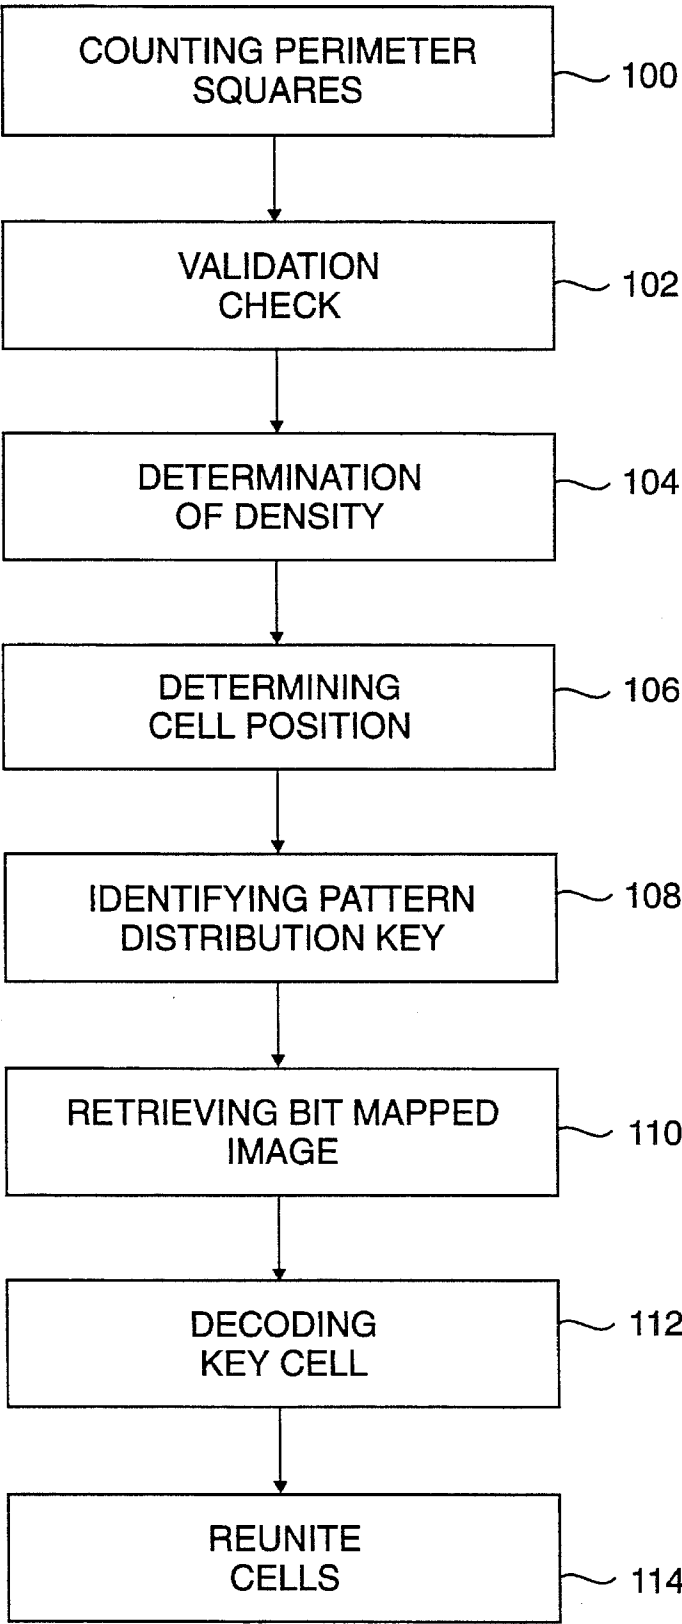 COUNTING PERIMETER
SQUARES
100
VALIDATION
CHECK
102
DETERMINATION
OF DENSITY
104
DETERMINING
CELL POSITION
106
IDENTIFYING PATTERN
DISTRIBUTION KEY
108
RETRIEVING BIT MAPPED
IMAGE
110
DECODING
KEY CELL
112
REUNITE
CELLS
114